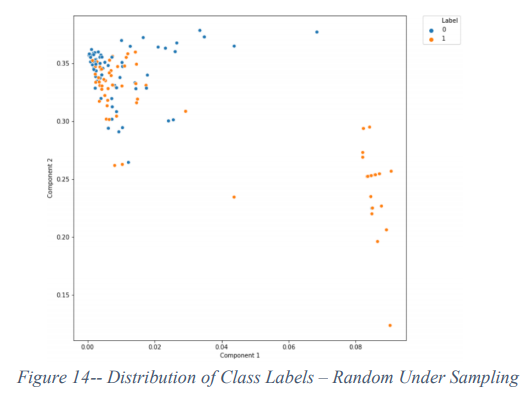 Label
0
1
0.35
0.30
0.25
0.20
0.15
Component 2
0.00 0.02 0.04 0.06 0.08
Component 1
Figure 14-- Distribution of Class Labels – Random Under Sampling